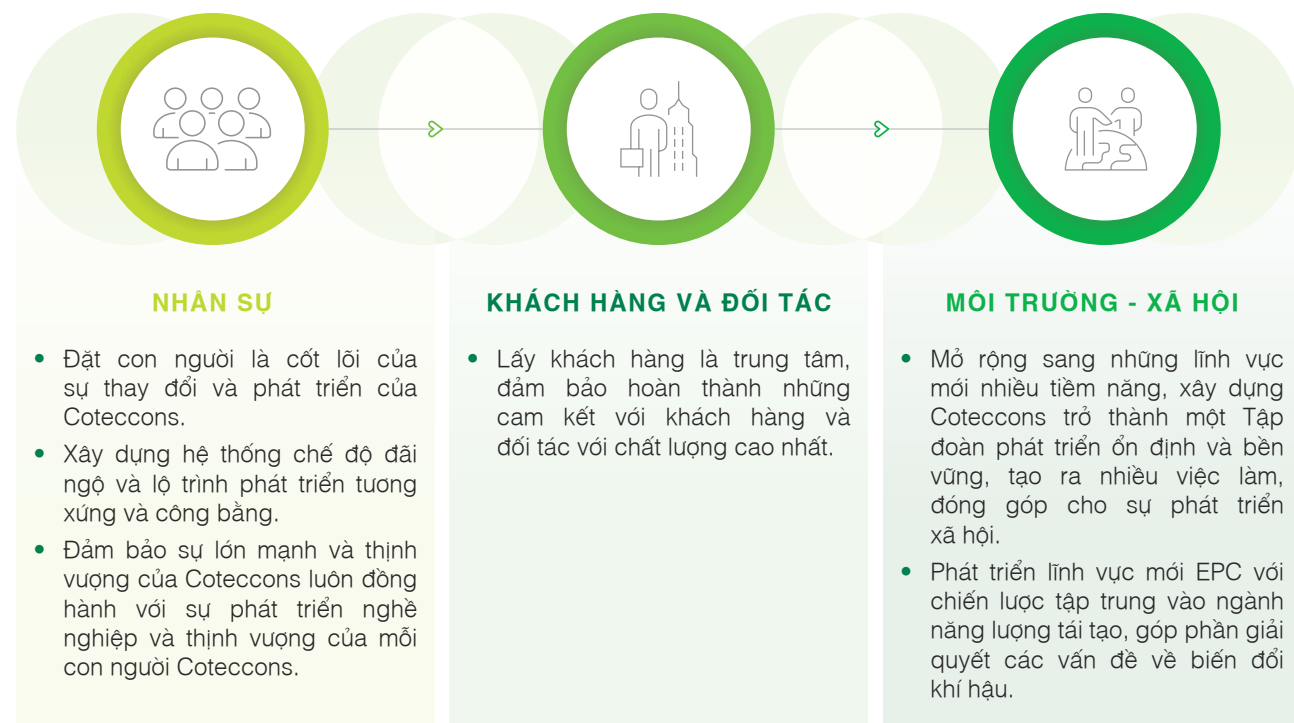 NHÂN SỰ
• Đặt con người là cốt lõi của
sự thay đổi và phát triển của
Coteccons.
• Xây dựng hệ thống chế độ đãi
ngộ và lộ trình phát triển tương
xứng và công bằng.
• Đảm bảo sự lớn mạnh và thịnh
vượng của Coteccons luôn đồng
hành với sự phát triển nghề
nghiệp và thịnh vượng của mỗi
con người Coteccons.
KHÁCH HÀNG VÀ ĐỐI TÁC
• Lấy khách hàng là trung tâm,
đảm bảo hoàn thành những
cam kết với khách hàng và
đối tác với chất lượng cao nhất.
MÔI TRƯỜNG - XÃ HỘI
• Mở rộng sang những lĩnh vực
mới nhiều tiềm năng, xây dựng
Coteccons trở thành một Tập
đoàn phát triển ổn định và bền
vững, tạo ra nhiều việc làm,
đóng góp cho sự phát triển
xã hội.
• Phát triển lĩnh vực mới EPC với
chiến lược tập trung vào ngành
năng lượng tái tạo, góp phần giải
quyết các vấn đề về biến đổi
khí hậu.